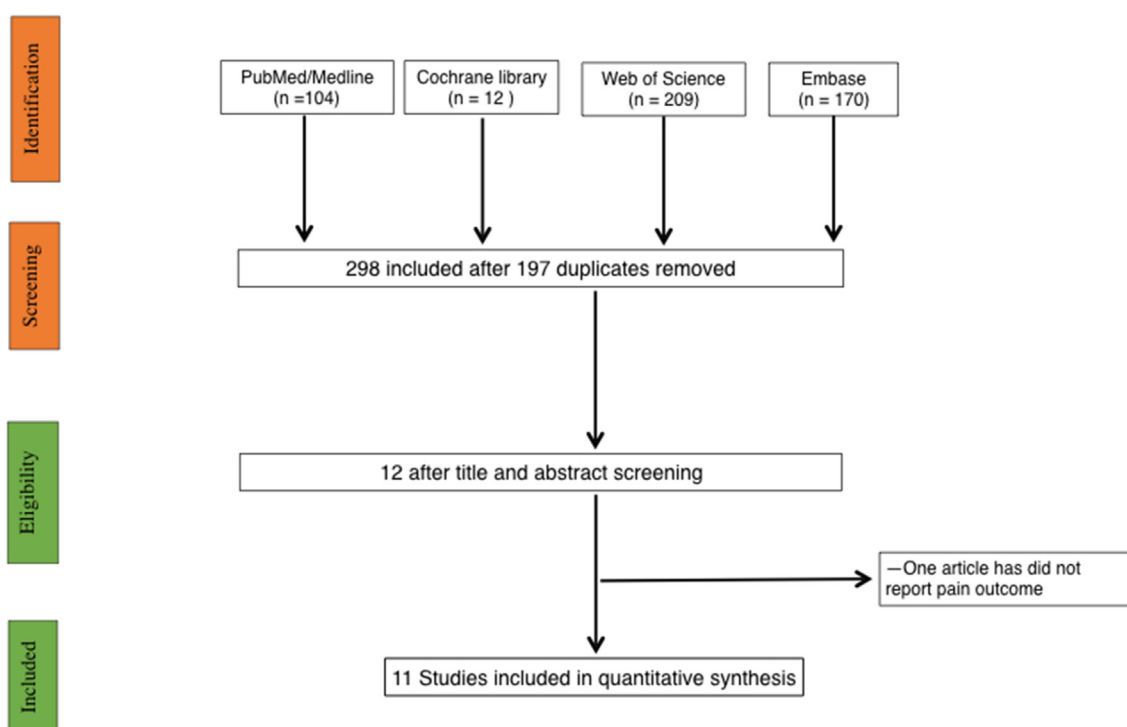 Identification
PubMed/Medline
(n =104)
Cochrane library
(n = 12 )
Web of Science
(n = 209)
Embase
(n = 170)
Screening
298 included after 197 duplicates removed
Eligibility
12 after title and abstract screening
—One article has did not
report pain outcome
Included
11 Studies included in quantitative synthesis